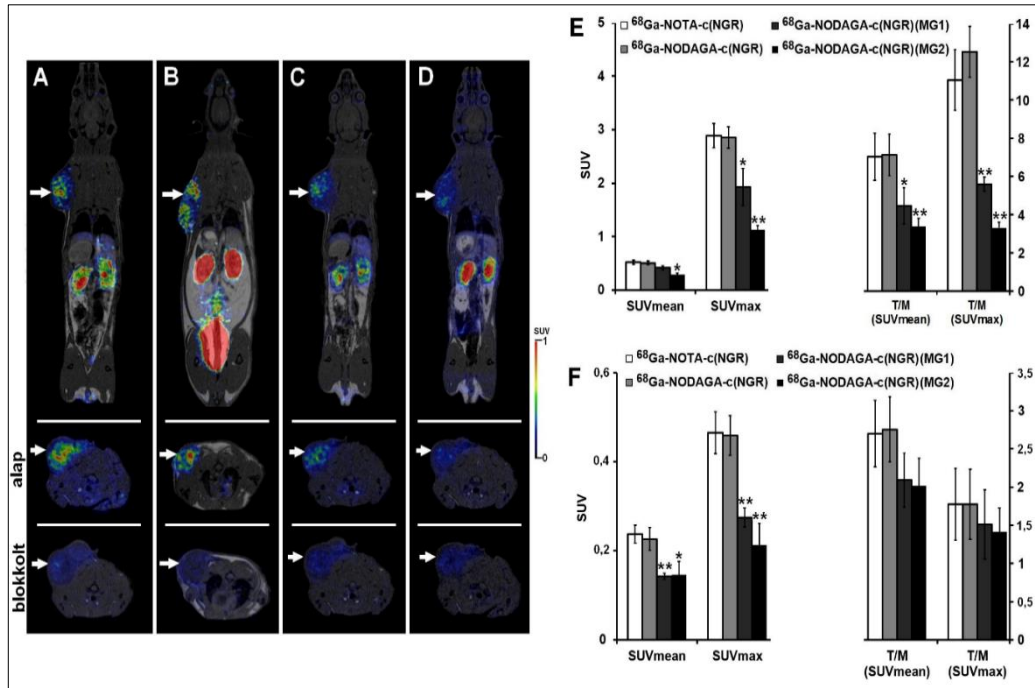 A
B
C
D
SUV
1
0
alap
blokkolt
E
⁶⁸Ga-NOTA-c(NGR)
⁶⁸Ga-NODAGA-c(NGR)(MG1)
⁶⁸Ga-NODAGA-c(NGR)
⁶⁸Ga-NODAGA-c(NGR)(MG2)
5
4
3
2
1
0
SUV
*
**
*
*
**
**
**
14
12
10
8
6
4
2
0
SUVmean
SUVmax
T/M
(SUVmean)
T/M
(SUVmax)
F
⁶⁸Ga-NOTA-c(NGR)
⁶⁸Ga-NODAGA-c(NGR)(MG1)
⁶⁸Ga-NODAGA-c(NGR)
⁶⁸Ga-NODAGA-c(NGR)(MG2)
0,6
0,4
0,2
0
SUV
**
*
**
**
3,5
3
2,5
2
1,5
1
0,5
0
SUVmean
SUVmax
T/M
(SUVmean)
T/M
(SUVmax)